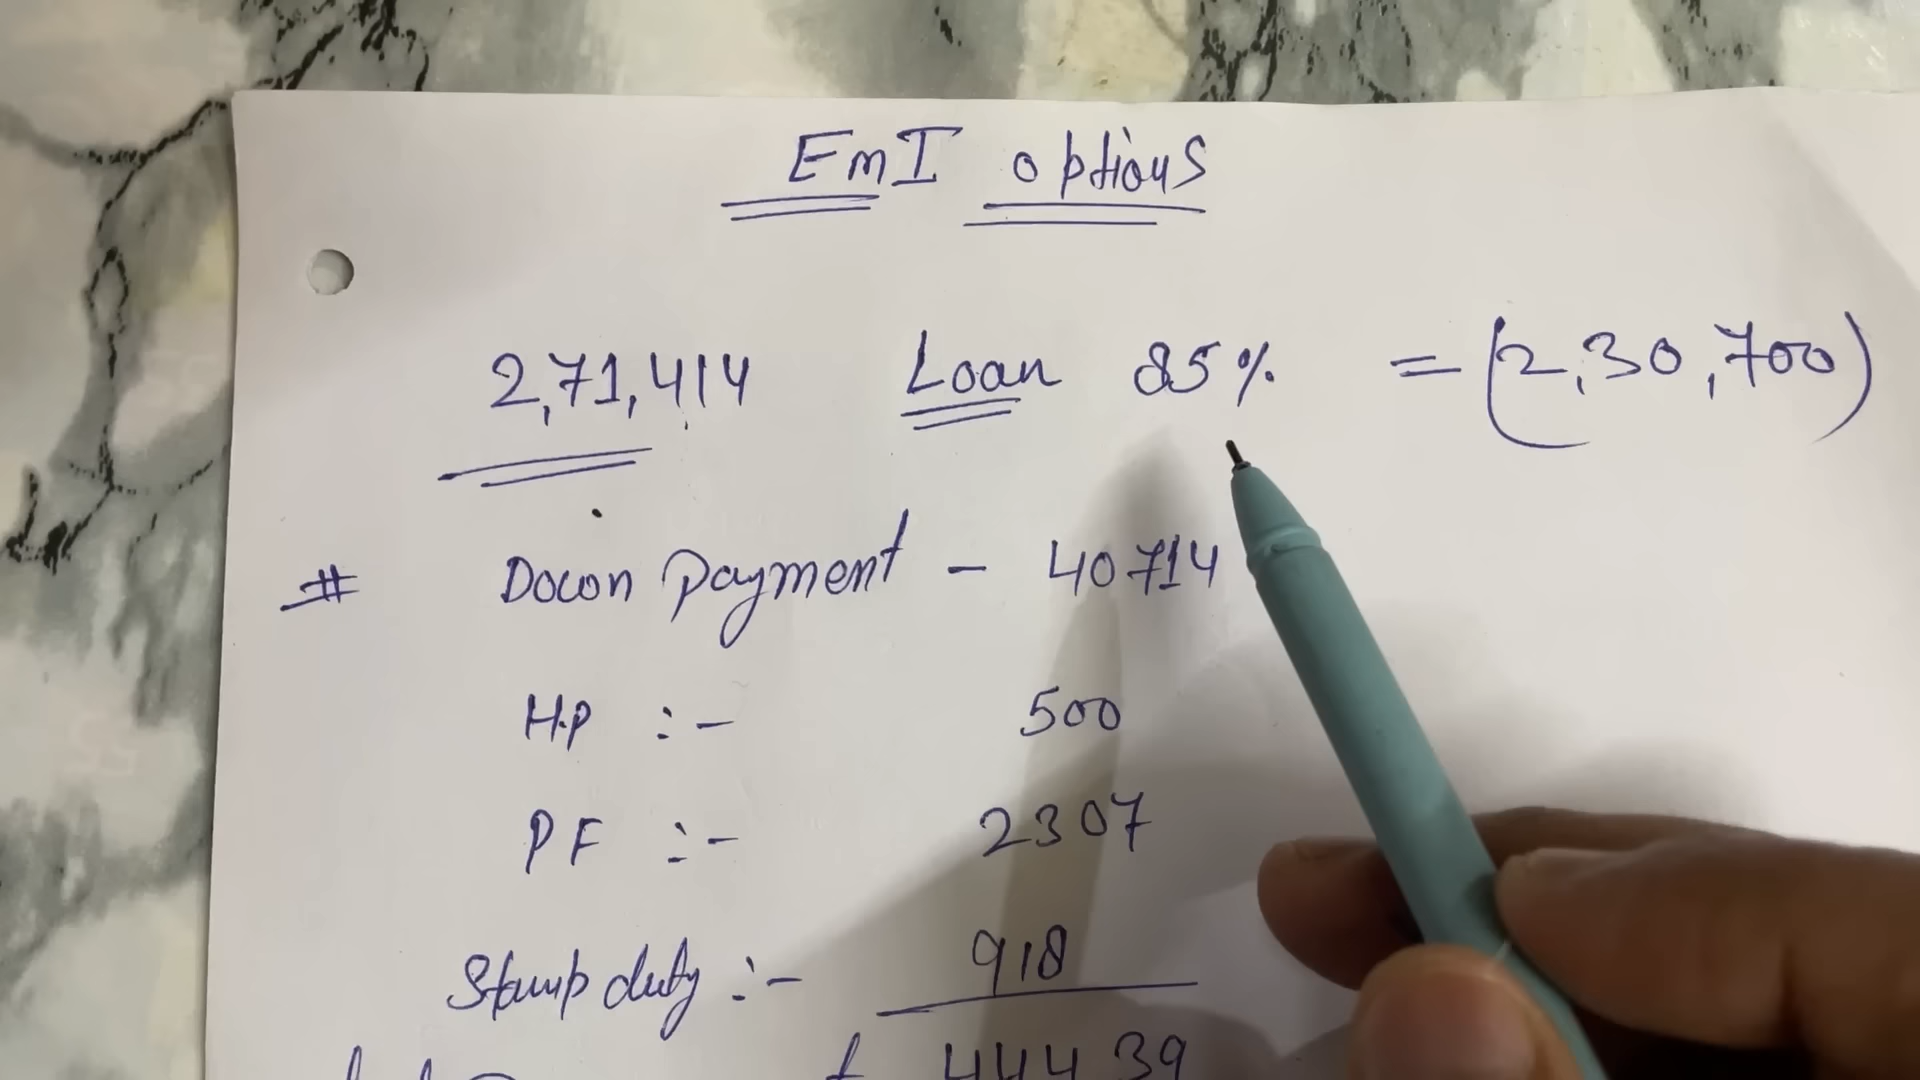 EmI options
2,71,414 Loan 85% = (2,30,700)
# Down payment - 40714
H.P :- 500
PF :- 2307
Stamp duty :- 918
44439